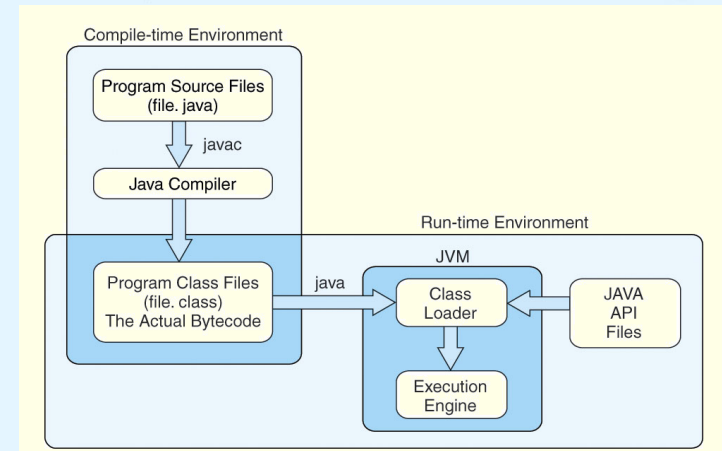 Compile-time Environment
Program Source Files
(file. java)
javac
Java Compiler
Run-time Environment
Program Class Files
(file. class)
The Actual Bytecode
java
JVM
Class
Loader
JAVA
API
Files
Execution
Engine